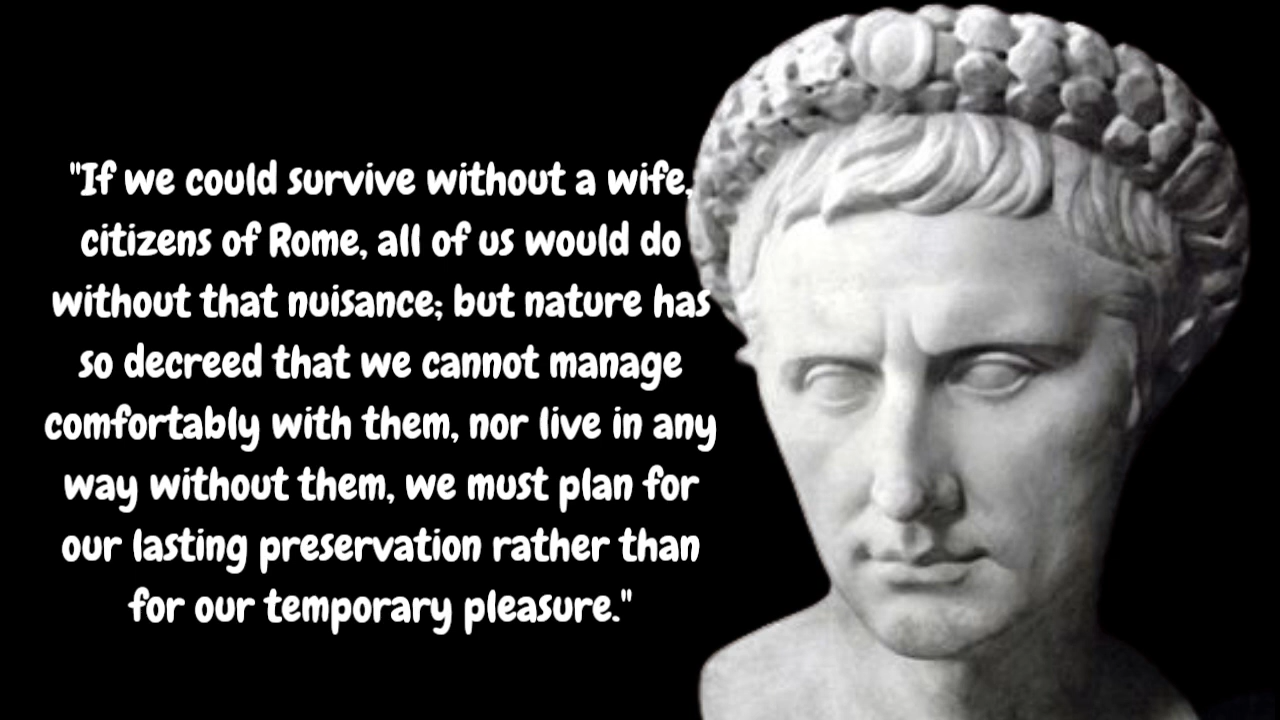 "If we could survive without a wife,
citizens of Rome, all of us would do
without that nuisance; but nature has
so decreed that we cannot manage
comfortably with them, nor live in any
way without them, we must plan for
our lasting preservation rather than
for our temporary pleasure."